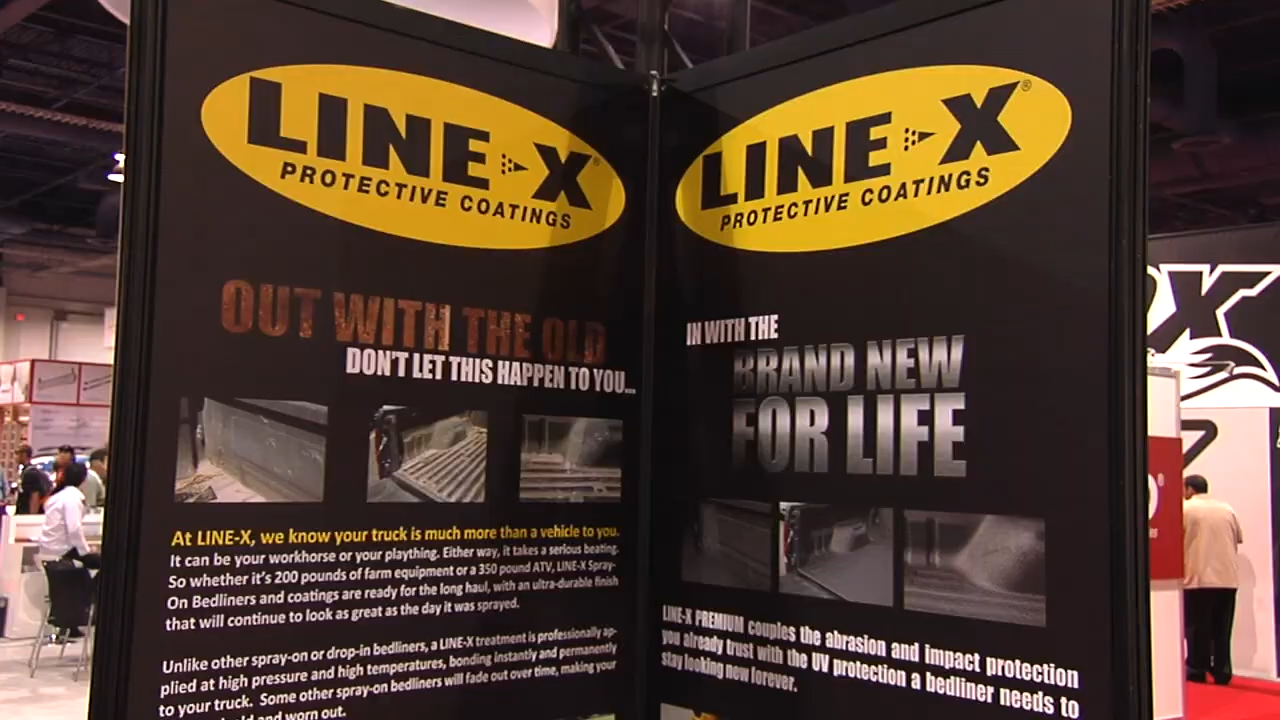 LINE-X®
PROTECTIVE COATINGS
OUT WITH THE OLD
DON'T LET THIS HAPPEN TO YOU...
At LINE-X, we know your truck is much more than a vehicle to you.
It can be your workhorse or your plaything. Either way, it takes a serious beating.
So whether it's 200 pounds of farm equipment or a 350 pound ATV, LINE-X Spray-
On Bedliners and coatings are ready for the long haul, with an ultra-durable finish
that will continue to look as great as the day it was sprayed.
Unlike other spray-on or drop-in bedliners, a LINE-X treatment is professionally ap-
plied at high pressure and high temperatures, bonding instantly and permanently
to your truck. Some other spray-on bedliners will fade out over time, making your
and worn out.
LINE-X®
PROTECTIVE COATINGS
IN WITH THE
BRAND NEW
FOR LIFE
LINE-X PREMIUM couples the abrasion and impact protection
you already trust with the UV protection a bedliner needs to
stay looking new forever.